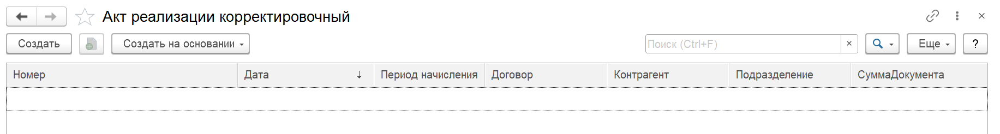 Акт реализации корректировочный
Создать Создать на основании Поиск (Ctrl+F) × Еще ?
Номер Дата ↓ Период начисления Договор Контрагент Подразделение СуммаДокумента